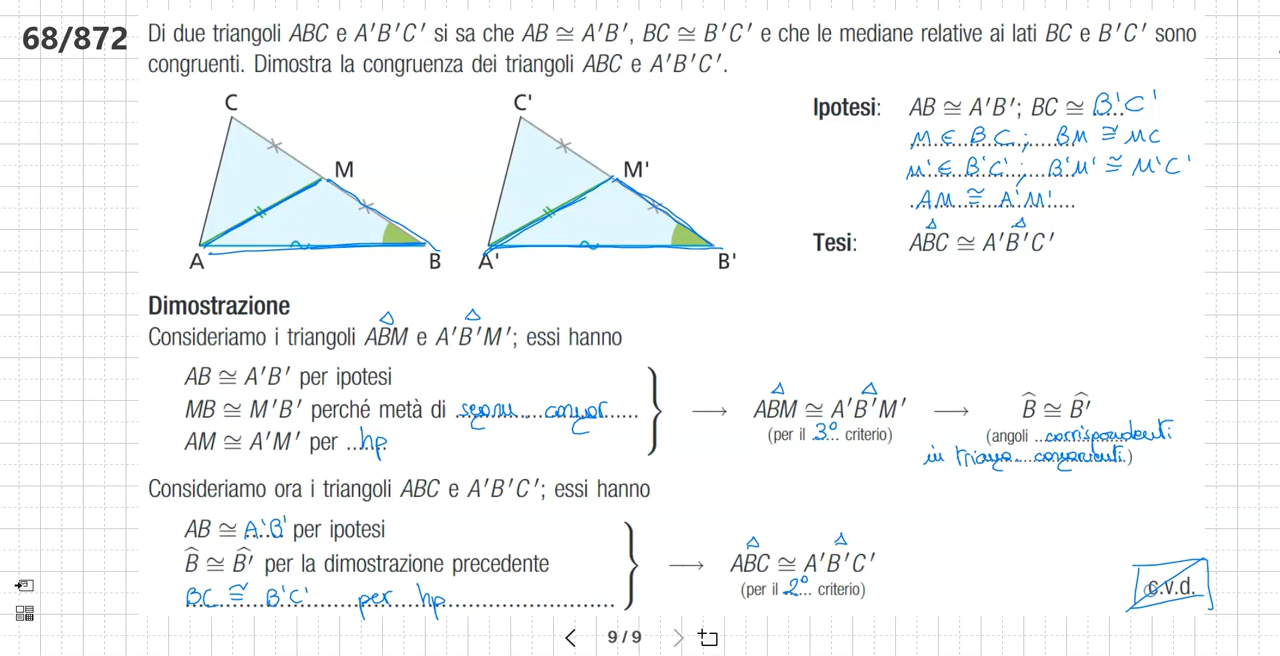 68/872
Di due triangoli ABC e A′B′C′ si sa che AB ≅ A′B′, BC ≅ B′C′ e che le mediane relative ai lati BC e B′C′ sono
congruenti. Dimostra la congruenza dei triangoli ABC e A′B′C′.
C
M
A
B
C'
M'
A'
B'
Ipotesi: AB ≅ A′B′; BC ≅ B'C'
M ∈ BC; BM ≅ MC
M' ∈ B'C'; B'M' ≅ M'C'
AM ≅ A'M'
Tesi: ABC ≅ A′B′C′
Dimostrazione
Consideriamo i triangoli ABM e A′B′M′; essi hanno
AB ≅ A′B′ per ipotesi
MB ≅ M′B′ perché metà di segm. congr.
AM ≅ A′M′ per hp.
→ ABM ≅ A′B′M′ → B̂ ≅ B̂′
(per il 3° criterio) (angoli corrispondenti
in triang. congruenti.)
Consideriamo ora i triangoli ABC e A′B′C′; essi hanno
AB ≅ A'B' per ipotesi
B̂ ≅ B̂′ per la dimostrazione precedente
BC ≅ B'C' per hp
→ ABC ≅ A′B′C′
(per il 2° criterio)
c.v.d.
9/9